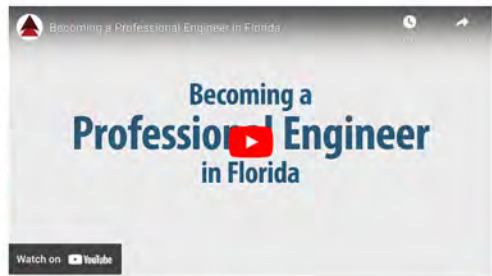 Becoming a Professional Engineer in Florida
Becoming a
Professional Engineer
in Florida
Watch on YouTube